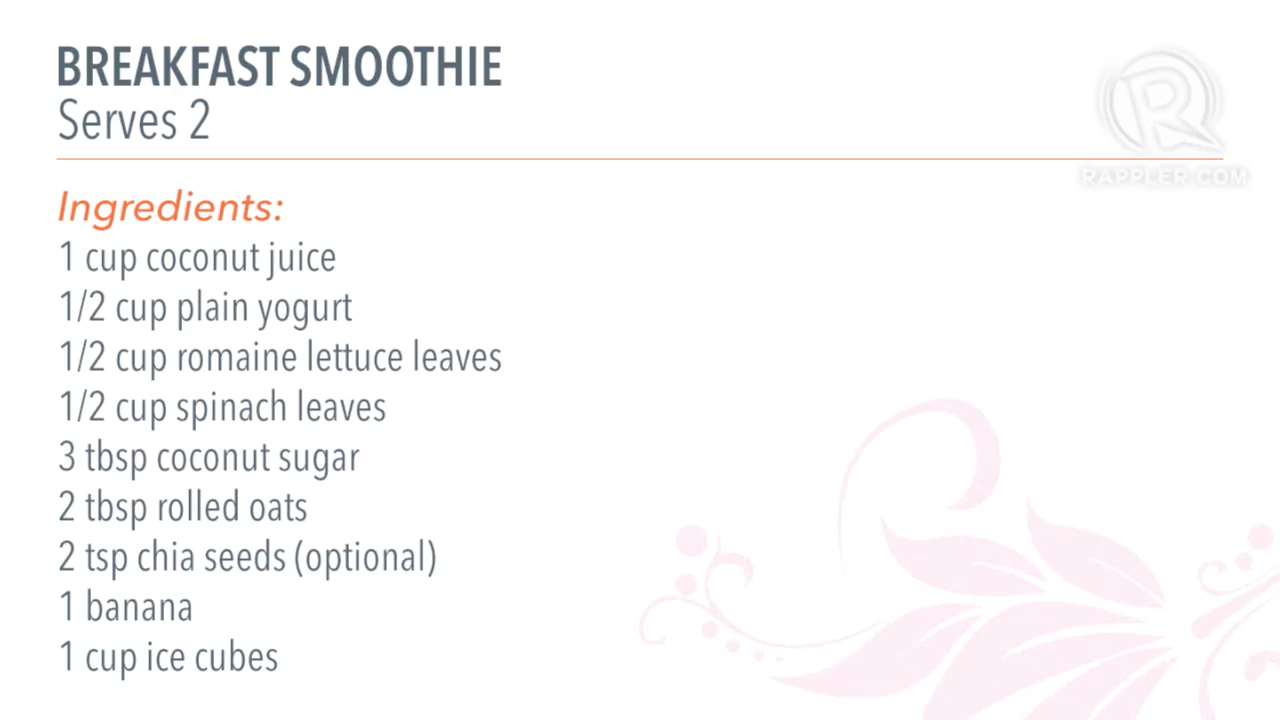 BREAKFAST SMOOTHIE
Serves 2
RAPPLER.COM
Ingredients:
1 cup coconut juice
1/2 cup plain yogurt
1/2 cup romaine lettuce leaves
1/2 cup spinach leaves
3 tbsp coconut sugar
2 tbsp rolled oats
2 tsp chia seeds (optional)
1 banana
1 cup ice cubes